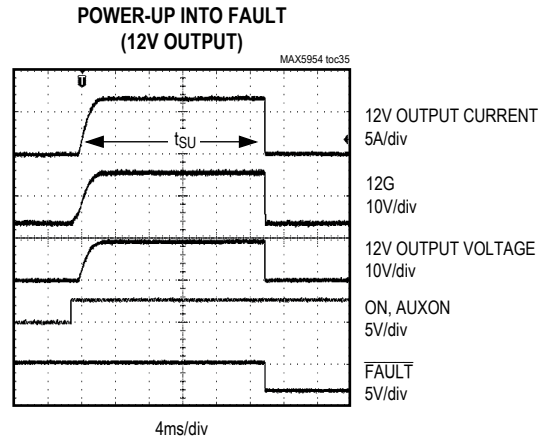 POWER-UP INTO FAULT
(12V OUTPUT)
MAX5954 toc35
T
12V OUTPUT CURRENT
5A/div
tSU
12G
10V/div
12V OUTPUT VOLTAGE
10V/div
ON, AUXON
5V/div
FAULT
5V/div
4ms/div